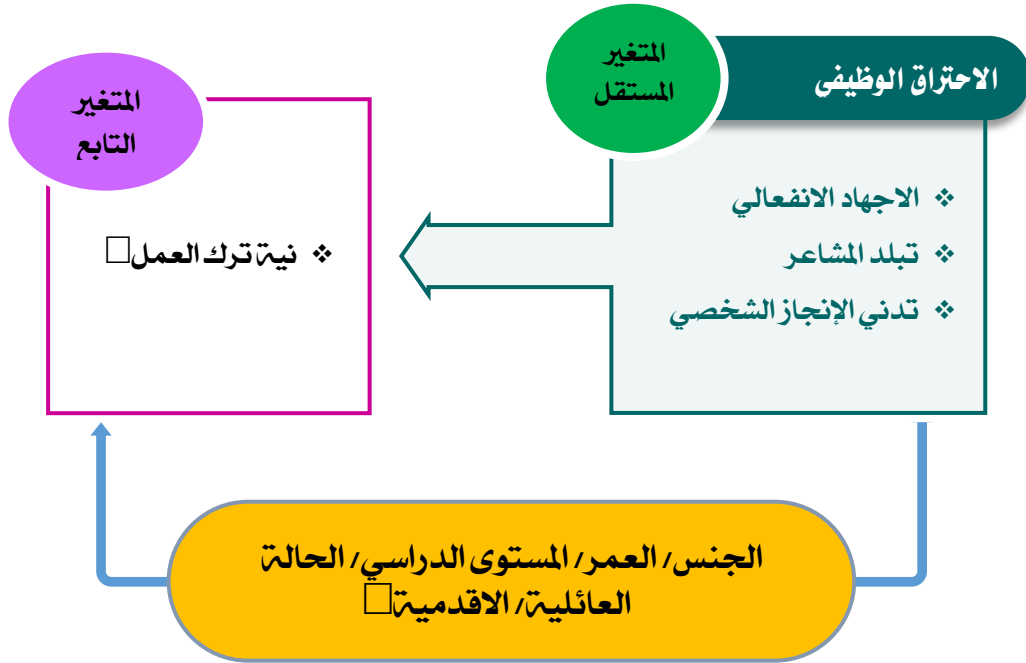 المتغير
المستقل
الاحتراق الوظيفي
❖ الاجهاد الانفعالي
❖ تبلد المشاعر
❖ تدني الإنجاز الشخصي
المتغير
التابع
❖ نية ترك العمل□
الجنس/ العمر/ المستوى الدراسي/ الحالة
العائلية/ الاقدمية□